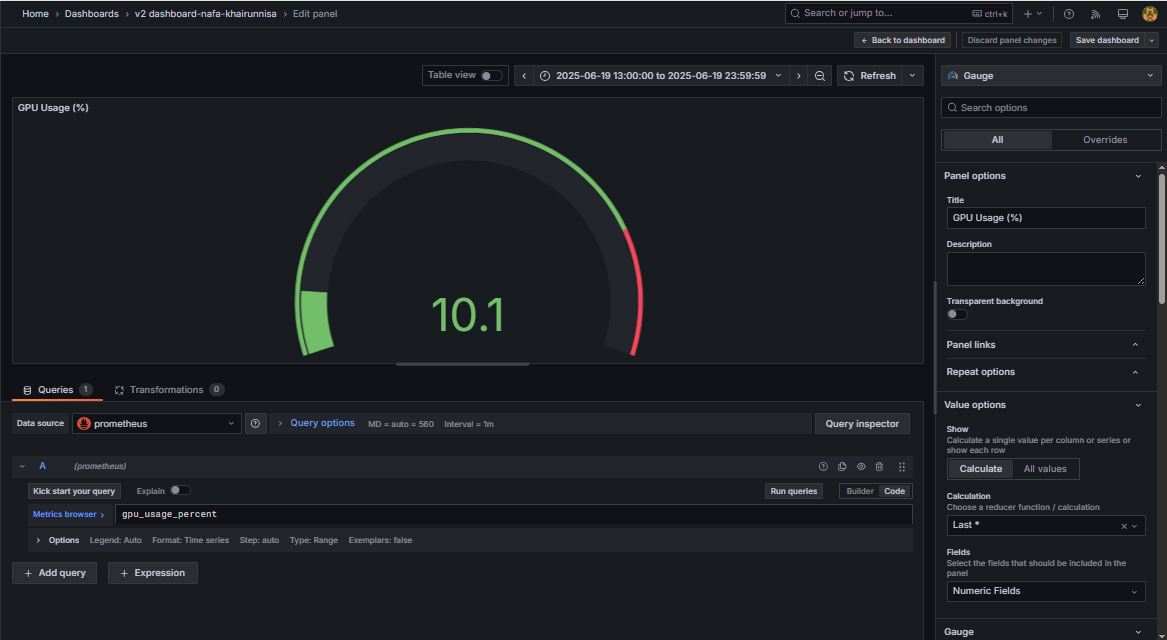 Home › Dashboards › v2 dashboard-nafa-khairunnisa › Edit panel
Search or jump to... ctrl+k
Back to dashboard
Discard panel changes
Save dashboard
Table view
2025-06-19 13:00:00 to 2025-06-19 23:59:59
Refresh
GPU Usage (%)
10.1
Queries 1
Transformations 0
Data source
prometheus
Query options
MD = auto = 560 Interval = 1m
Query inspector
A (prometheus)
Kick start your query
Explain
Run queries
Builder Code
Metrics browser ›
gpu_usage_percent
Options Legend: Auto Format: Time series Step: auto Type: Range Exemplars: false
+ Add query
+ Expression
Gauge
Search options
All Overrides
Panel options
Title
GPU Usage (%)
Description
Transparent background
Panel links
Repeat options
Value options
Show
Calculate a single value per column or series or
show each row
Calculate All values
Calculation
Choose a reducer function / calculation
Last *
Fields
Select the fields that should be included in the
panel
Numeric Fields
Gauge